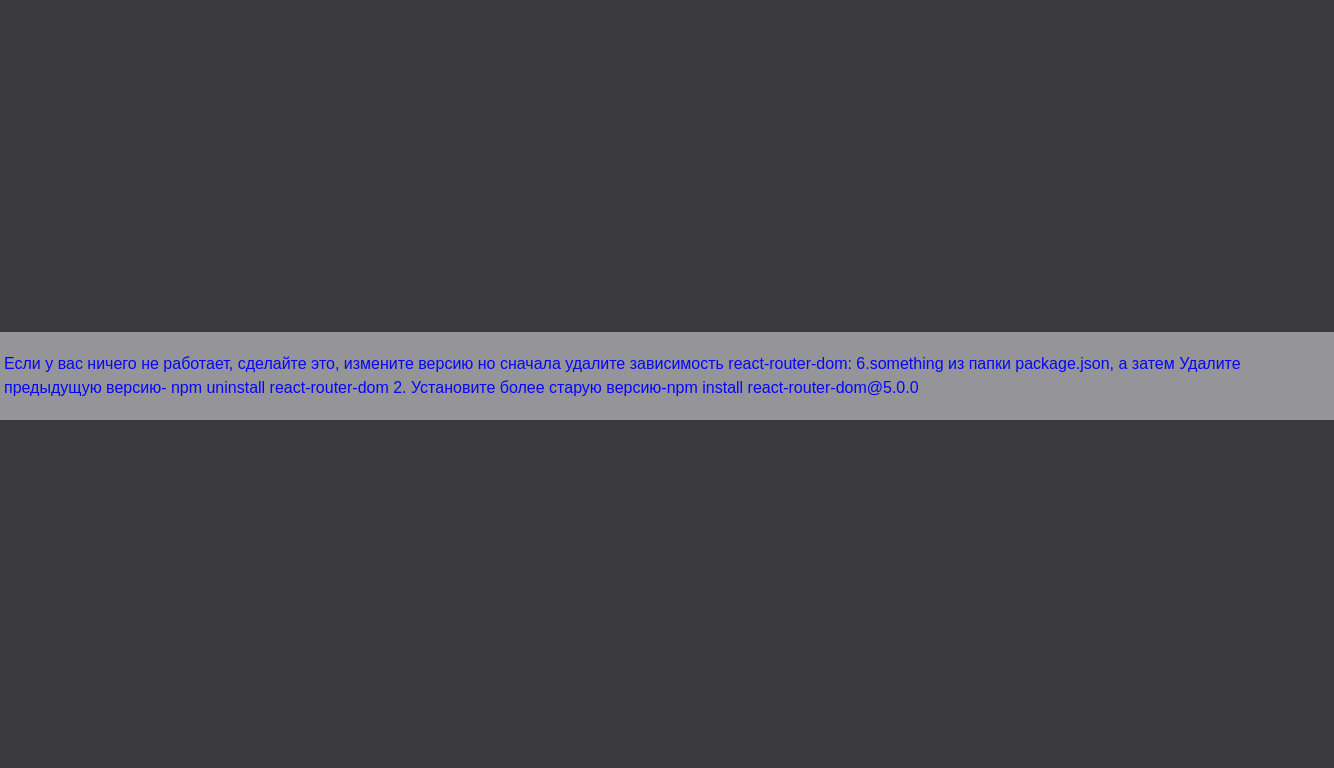 Если у вас ничего не работает, сделайте это, измените версию но сначала удалите зависимость react-router-dom: 6.something из папки package.json, а затем Удалите
предыдущую версию- npm uninstall react-router-dom 2. Установите более старую версию-npm install react-router-dom@5.0.0